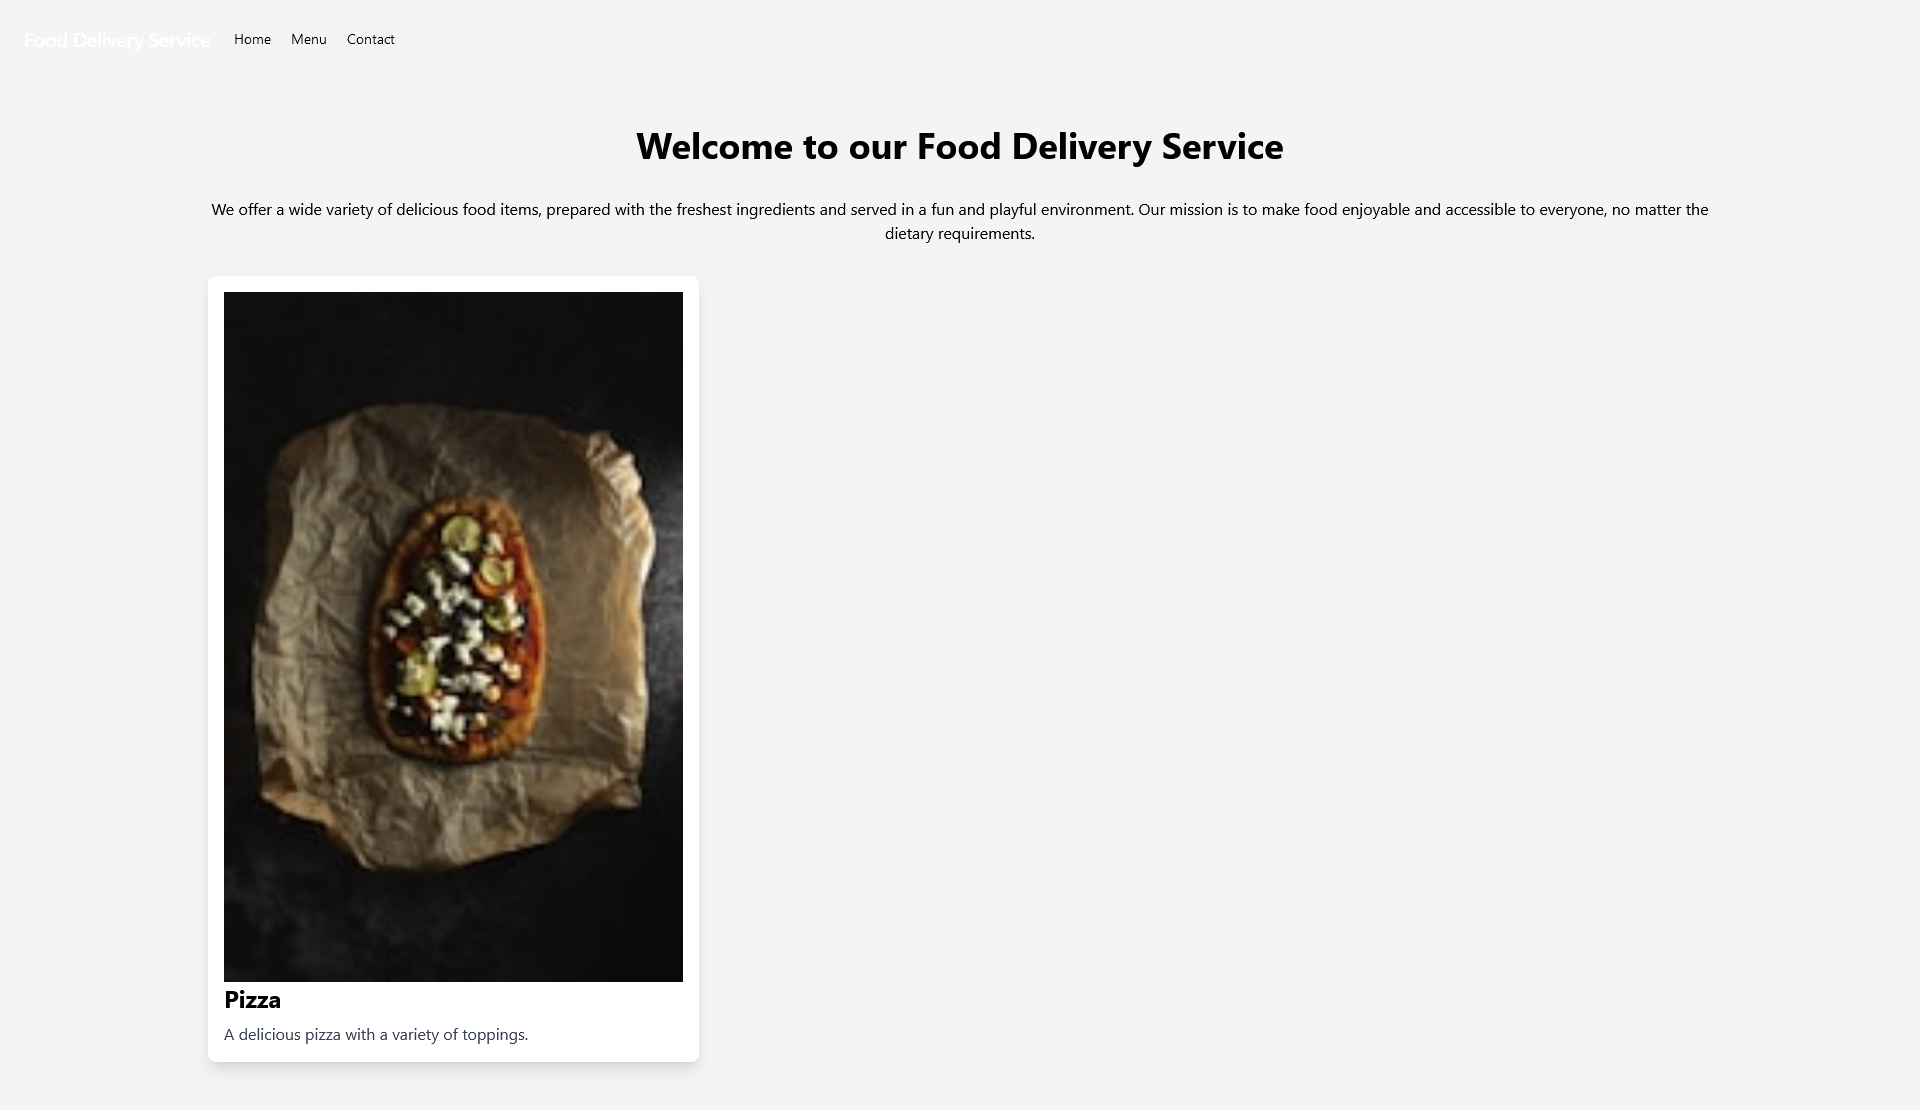 Food Delivery Service
Home
Menu
Contact
Welcome to our Food Delivery Service
We offer a wide variety of delicious food items, prepared with the freshest ingredients and served in a fun and playful environment. Our mission is to make food enjoyable and accessible to everyone, no matter the
dietary requirements.
Pizza
A delicious pizza with a variety of toppings.